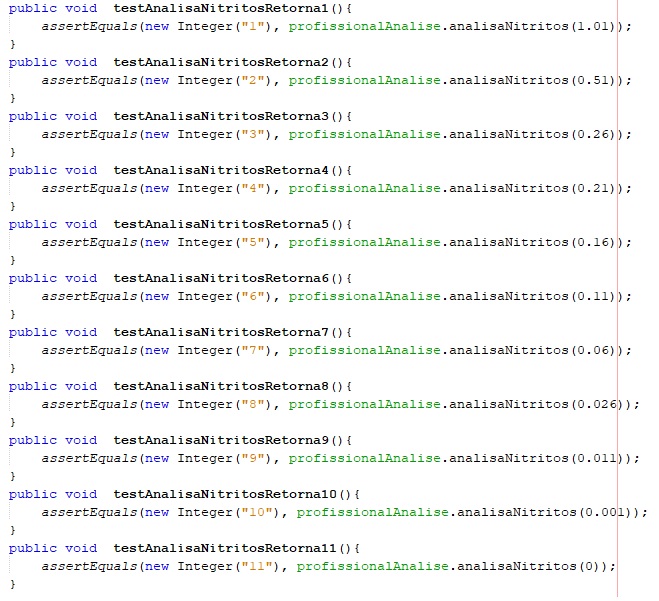 public void  testAnalisaNitritosRetorna1(){
    assertEquals(new Integer("1"), profissionalAnalise.analisaNitritos(1.01));
}
public void  testAnalisaNitritosRetorna2(){
    assertEquals(new Integer("2"), profissionalAnalise.analisaNitritos(0.51));
}
public void  testAnalisaNitritosRetorna3(){
    assertEquals(new Integer("3"), profissionalAnalise.analisaNitritos(0.26));
}
public void  testAnalisaNitritosRetorna4(){
    assertEquals(new Integer("4"), profissionalAnalise.analisaNitritos(0.21));
}
public void  testAnalisaNitritosRetorna5(){
    assertEquals(new Integer("5"), profissionalAnalise.analisaNitritos(0.16));
}
public void  testAnalisaNitritosRetorna6(){
    assertEquals(new Integer("6"), profissionalAnalise.analisaNitritos(0.11));
}
public void  testAnalisaNitritosRetorna7(){
    assertEquals(new Integer("7"), profissionalAnalise.analisaNitritos(0.06));
}
public void  testAnalisaNitritosRetorna8(){
    assertEquals(new Integer("8"), profissionalAnalise.analisaNitritos(0.026));
}
public void  testAnalisaNitritosRetorna9(){
    assertEquals(new Integer("9"), profissionalAnalise.analisaNitritos(0.011));
}
public void  testAnalisaNitritosRetorna10(){
    assertEquals(new Integer("10"), profissionalAnalise.analisaNitritos(0.001));
}
public void  testAnalisaNitritosRetorna11(){
    assertEquals(new Integer("11"), profissionalAnalise.analisaNitritos(0));
}